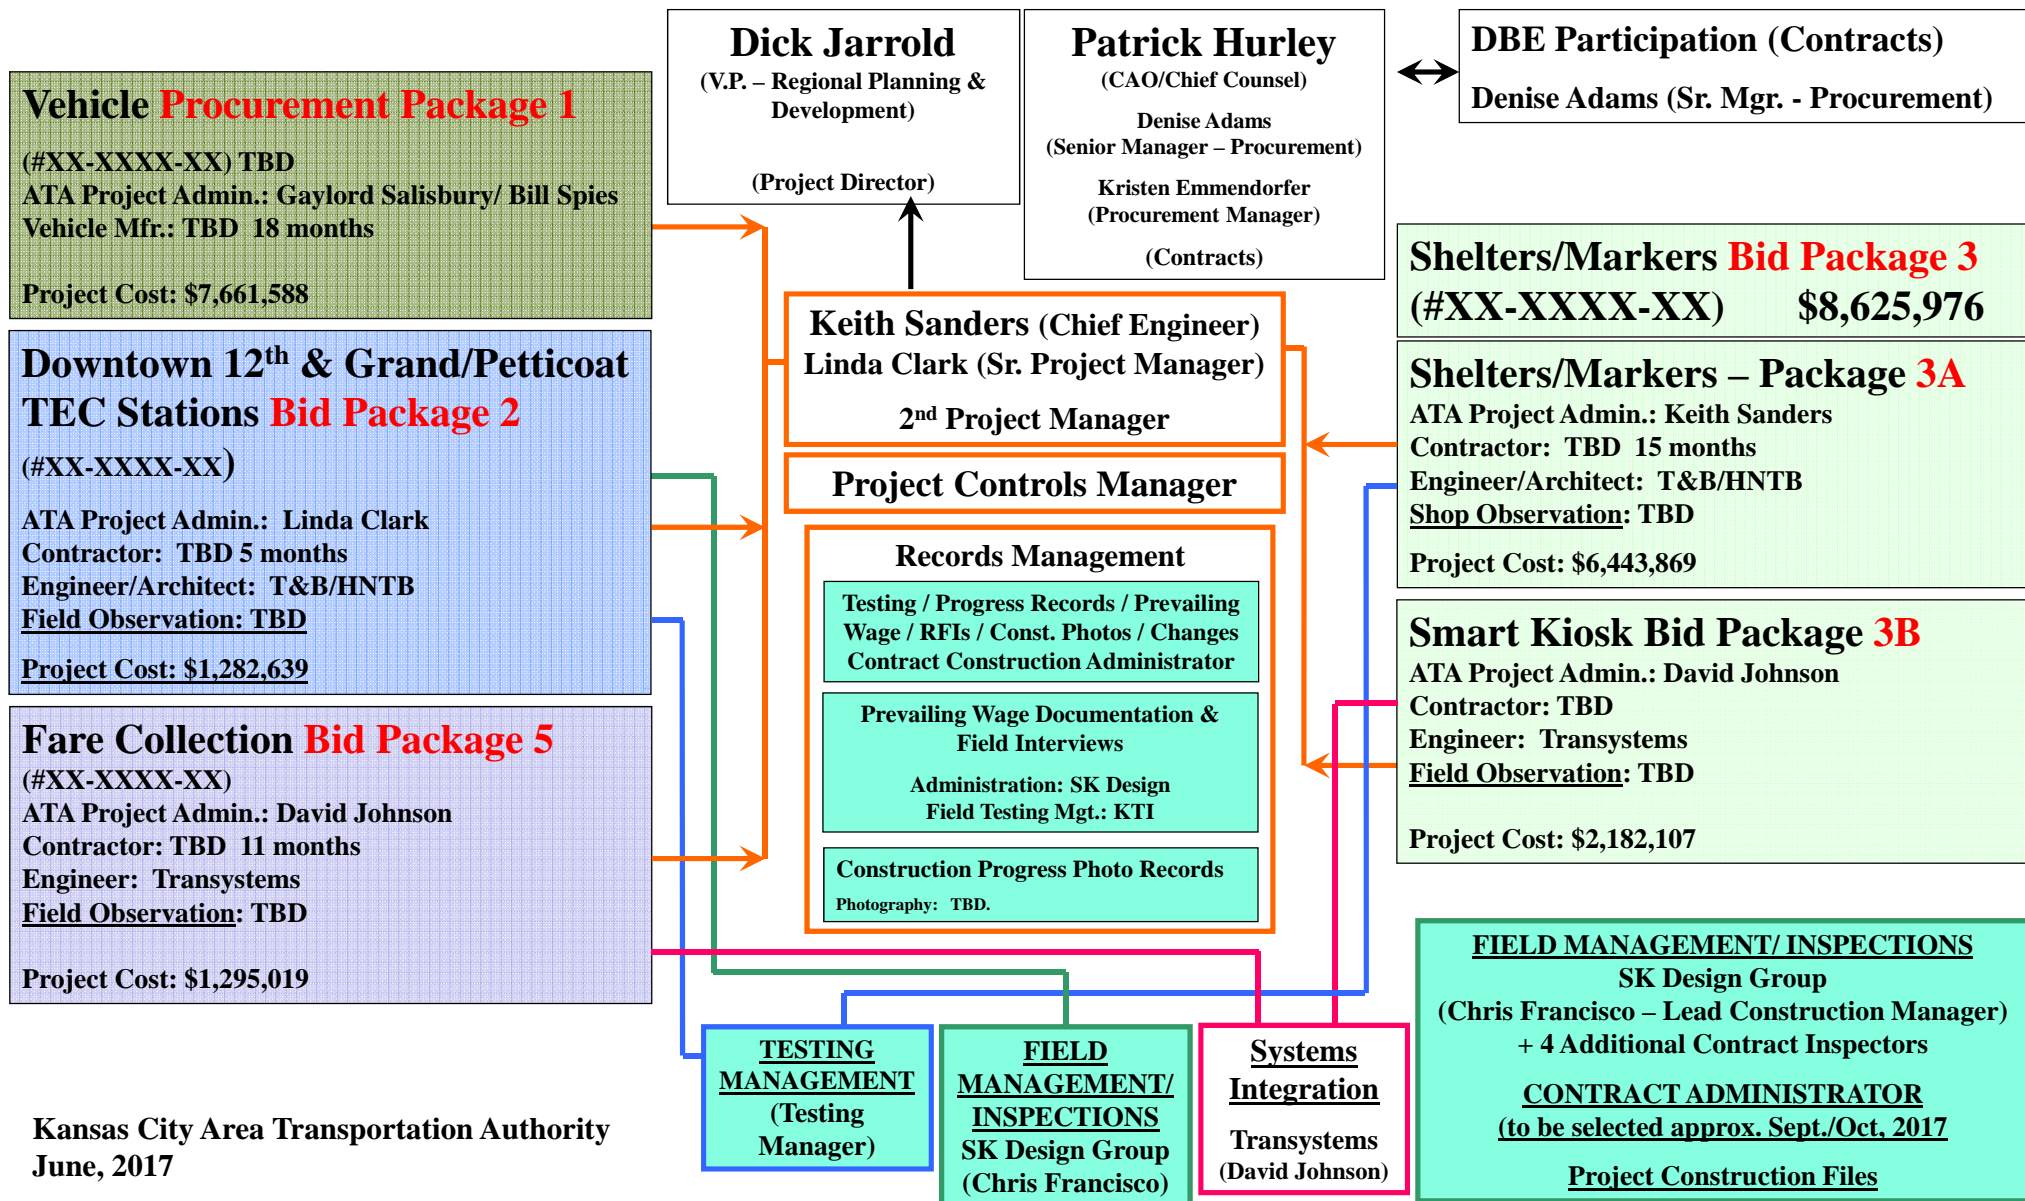 Dick Jarrold
(V.P. – Regional Planning &
Development)
(Project Director)
Patrick Hurley
(CAO/Chief Counsel)
Denise Adams
(Senior Manager – Procurement)
Kristen Emmendorfer
(Procurement Manager)
(Contracts)
DBE Participation (Contracts)
Denise Adams (Sr. Mgr. - Procurement)
Vehicle Procurement Package 1
(#XX-XXXX-XX) TBD
ATA Project Admin.: Gaylord Salisbury/ Bill Spies
Vehicle Mfr.: TBD 18 months
Project Cost: $7,661,588
Downtown 12th & Grand/Petticoat
TEC Stations Bid Package 2
(#XX-XXXX-XX)
ATA Project Admin.: Linda Clark
Contractor: TBD 5 months
Engineer/Architect: T&B/HNTB
Field Observation: TBD
Project Cost: $1,282,639
Fare Collection Bid Package 5
(#XX-XXXX-XX)
ATA Project Admin.: David Johnson
Contractor: TBD 11 months
Engineer: Transystems
Field Observation: TBD
Project Cost: $1,295,019
Keith Sanders (Chief Engineer)
Linda Clark (Sr. Project Manager)
2nd Project Manager
Project Controls Manager
Records Management
Testing / Progress Records / Prevailing
Wage / RFIs / Const. Photos / Changes
Contract Construction Administrator
Prevailing Wage Documentation &
Field Interviews
Administration: SK Design
Field Testing Mgt.: KTI
Construction Progress Photo Records
Photography: TBD.
Shelters/Markers Bid Package 3
(#XX-XXXX-XX) $8,625,976
Shelters/Markers – Package 3A
ATA Project Admin.: Keith Sanders
Contractor: TBD 15 months
Engineer/Architect: T&B/HNTB
Shop Observation: TBD
Project Cost: $6,443,869
Smart Kiosk Bid Package 3B
ATA Project Admin.: David Johnson
Contractor: TBD
Engineer: Transystems
Field Observation: TBD
Project Cost: $2,182,107
TESTING
MANAGEMENT
(Testing
Manager)
FIELD
MANAGEMENT/
INSPECTIONS
SK Design Group
(Chris Francisco)
Systems
Integration
Transystems
(David Johnson)
FIELD MANAGEMENT/ INSPECTIONS
SK Design Group
(Chris Francisco – Lead Construction Manager)
+ 4 Additional Contract Inspectors
CONTRACT ADMINISTRATOR
(to be selected approx. Sept./Oct, 2017
Project Construction Files
Kansas City Area Transportation Authority
June, 2017